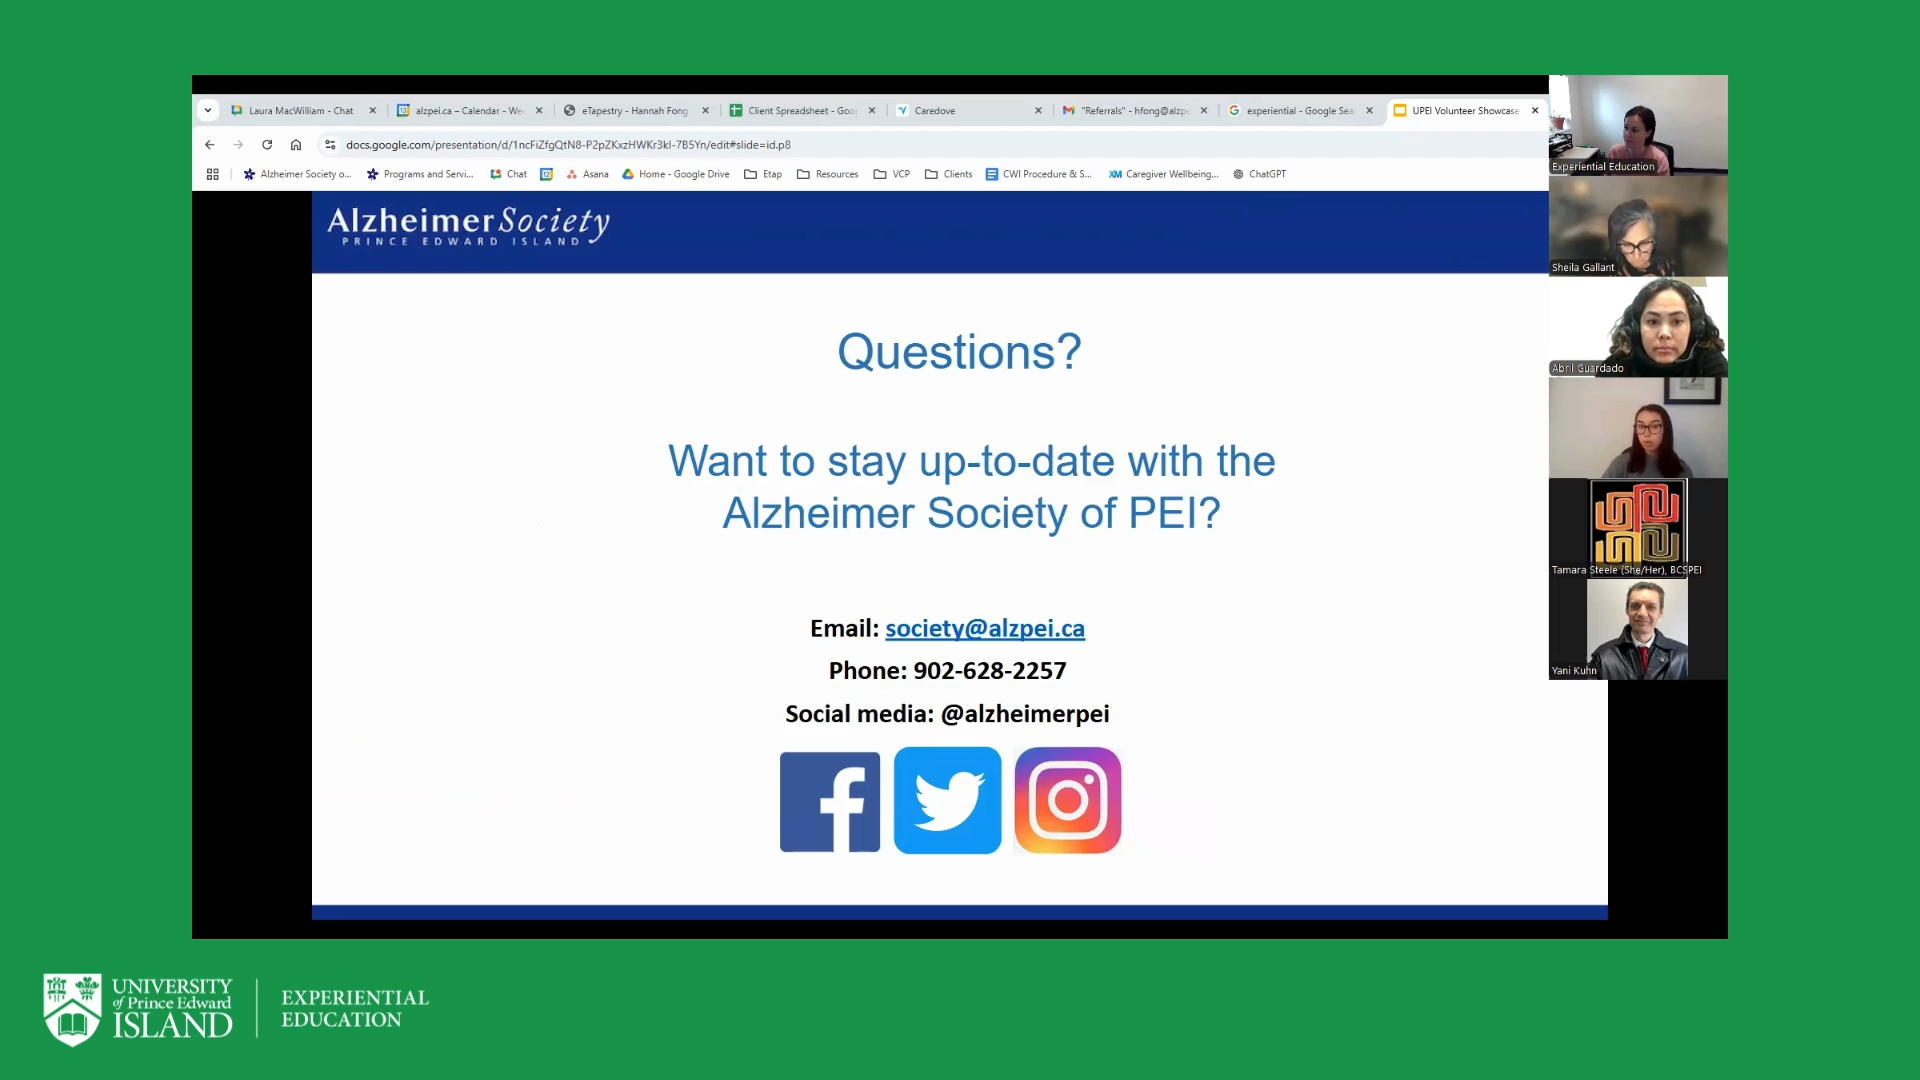 Laura MacWilliam - Chat
alzpei.ca – Calendar - We
eTapestry - Hannah Fong
Client Spreadsheet - Goo
Caredove
"Referrals" - hfong@alzpe
experiential - Google Sea
UPEI Volunteer Showcase
docs.google.com/presentation/d/1ncFiZfgQtN8-P2pZKxzHWKr3kI-7B5Yn/edit#slide=id.p8
Alzheimer Society o...
Programs and Servi...
Chat
Asana
Home - Google Drive
Etap
Resources
VCP
Clients
CWI Procedure & S...
XM Caregiver Wellbeing...
ChatGPT
Alzheimer Society
PRINCE EDWARD ISLAND
Questions?
Want to stay up-to-date with the
Alzheimer Society of PEI?
Email: society@alzpei.ca
Phone: 902-628-2257
Social media: @alzheimerpei
Experiential Education
Sheila Gallant
Abril Guardado
Tamara Steele (She/Her), BCSPEI
Yani Kuhn
UNIVERSITY
of Prince Edward
ISLAND
EXPERIENTIAL
EDUCATION